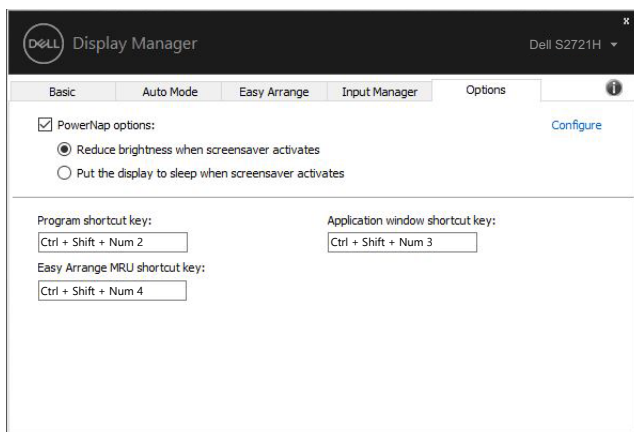 x
DELL Display Manager Dell S2721H
Basic Auto Mode Easy Arrange Input Manager Options
PowerNap options: Configure
Reduce brightness when screensaver activates
Put the display to sleep when screensaver activates
Program shortcut key: Application window shortcut key:
Ctrl + Shift + Num 2 Ctrl + Shift + Num 3
Easy Arrange MRU shortcut key:
Ctrl + Shift + Num 4